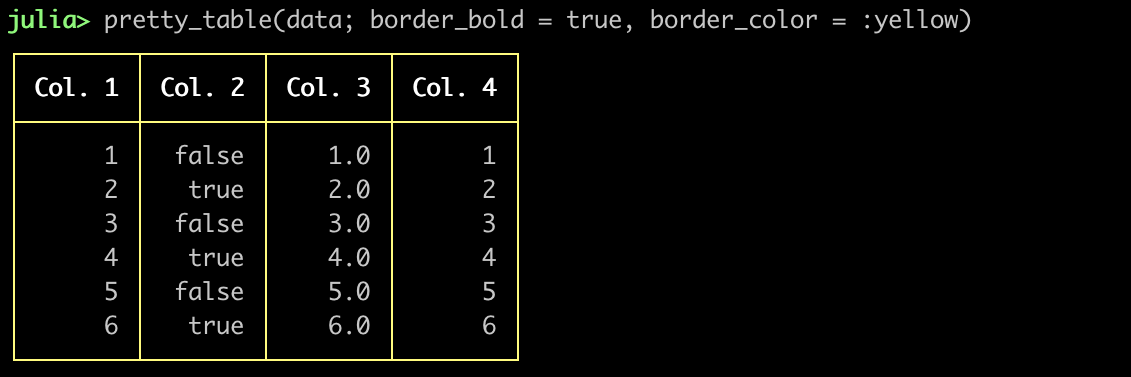 julia> pretty_table(data; border_bold = true, border_color = :yellow)
Col. 1 Col. 2 Col. 3 Col. 4
1 false 1.0 1
2 true 2.0 2
3 false 3.0 3
4 true 4.0 4
5 false 5.0 5
6 true 6.0 6